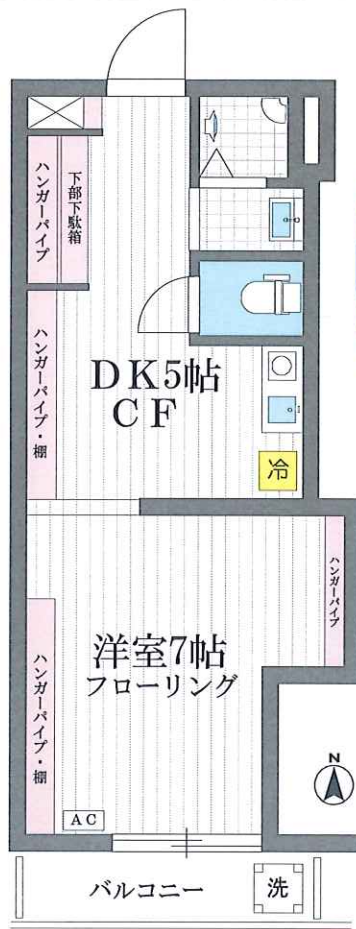 ハンガーパイプ
下部下駄箱
ハンガーパイプ・棚
DK5帖
CF
冷
ハンガーパイプ
洋室7帖
フローリング
ハンガーパイプ・棚
N
AC
バルコニー
洗